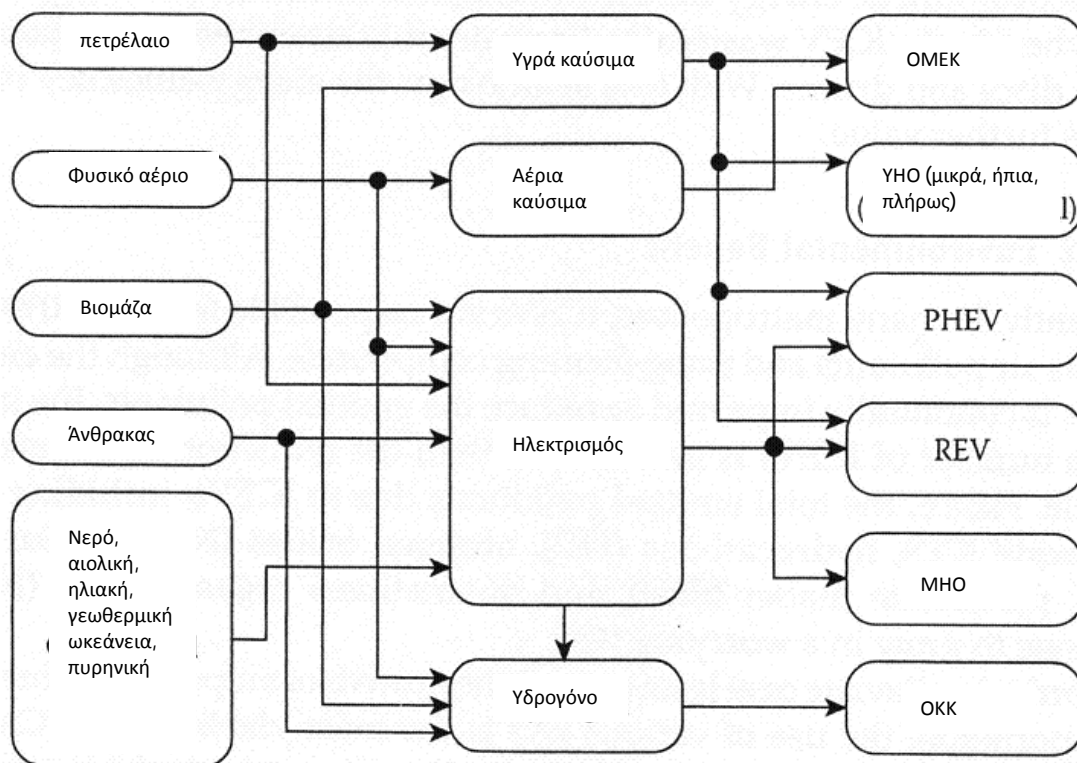 πετρέλαιο
Υγρά καύσιμα
ΟΜΕΚ
Φυσικό αέριο
Αέρια
καύσιμα
ΥΗΟ (μικρά, ήπια,
πλήρως)
Βιομάζα
PHEV
Άνθρακας
Ηλεκτρισμός
REV
Νερό,
αιολική,
ηλιακή,
γεωθερμική
ωκεάνεια,
πυρηνική
ΜΗΟ
Υδρογόνο
ΟΚΚ